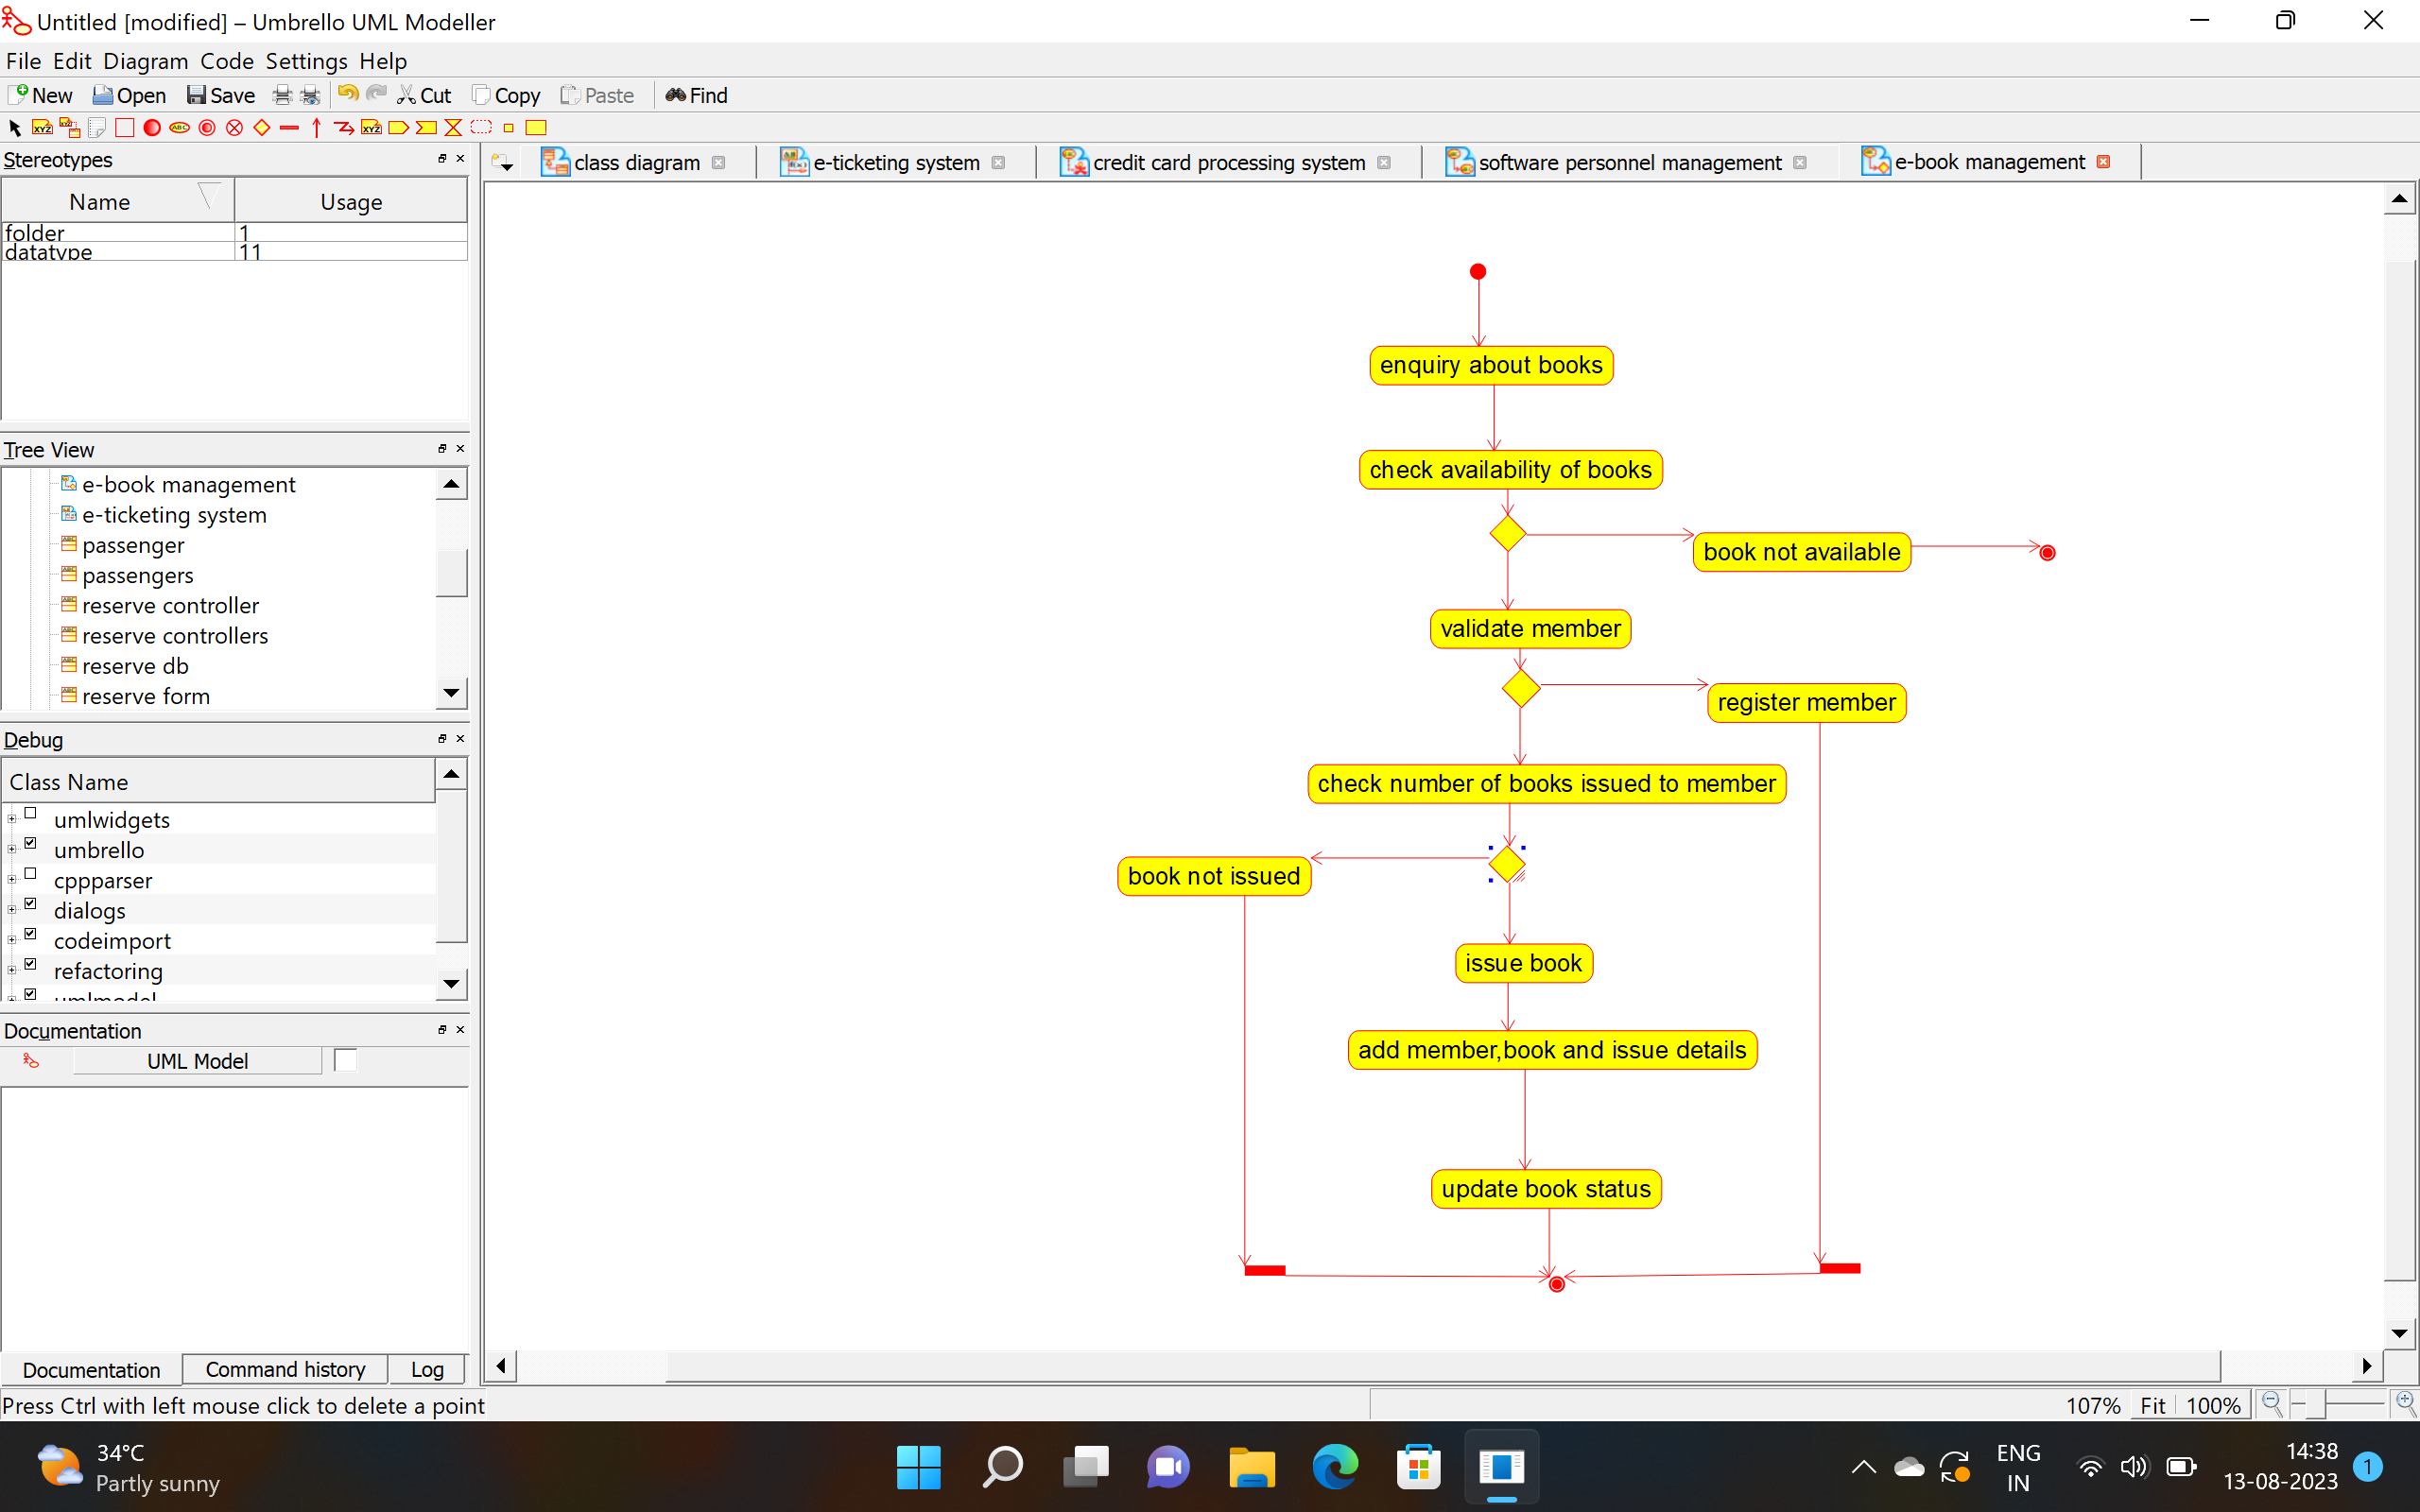 Untitled [modified] – Umbrello UML Modeller
File Edit Diagram Code Settings Help
New Open Save Cut Copy Paste Find
Stereotypes
Name Usage
folder 1
datatype 11
Tree View
e-book management
e-ticketing system
passenger
passengers
reserve controller
reserve controllers
reserve db
reserve form
Debug
Class Name
umlwidgets
umbrello
cppparser
dialogs
codeimport
refactoring
umlmodel
Documentation
UML Model
Documentation Command history Log
class diagram e-ticketing system credit card processing system software personnel management e-book management
enquiry about books
check availability of books
book not available
validate member
register member
check number of books issued to member
book not issued
issue book
add member,book and issue details
update book status
Press Ctrl with left mouse click to delete a point
107% Fit 100%
34°C
Partly sunny
ENG
IN
14:38
13-08-2023
1